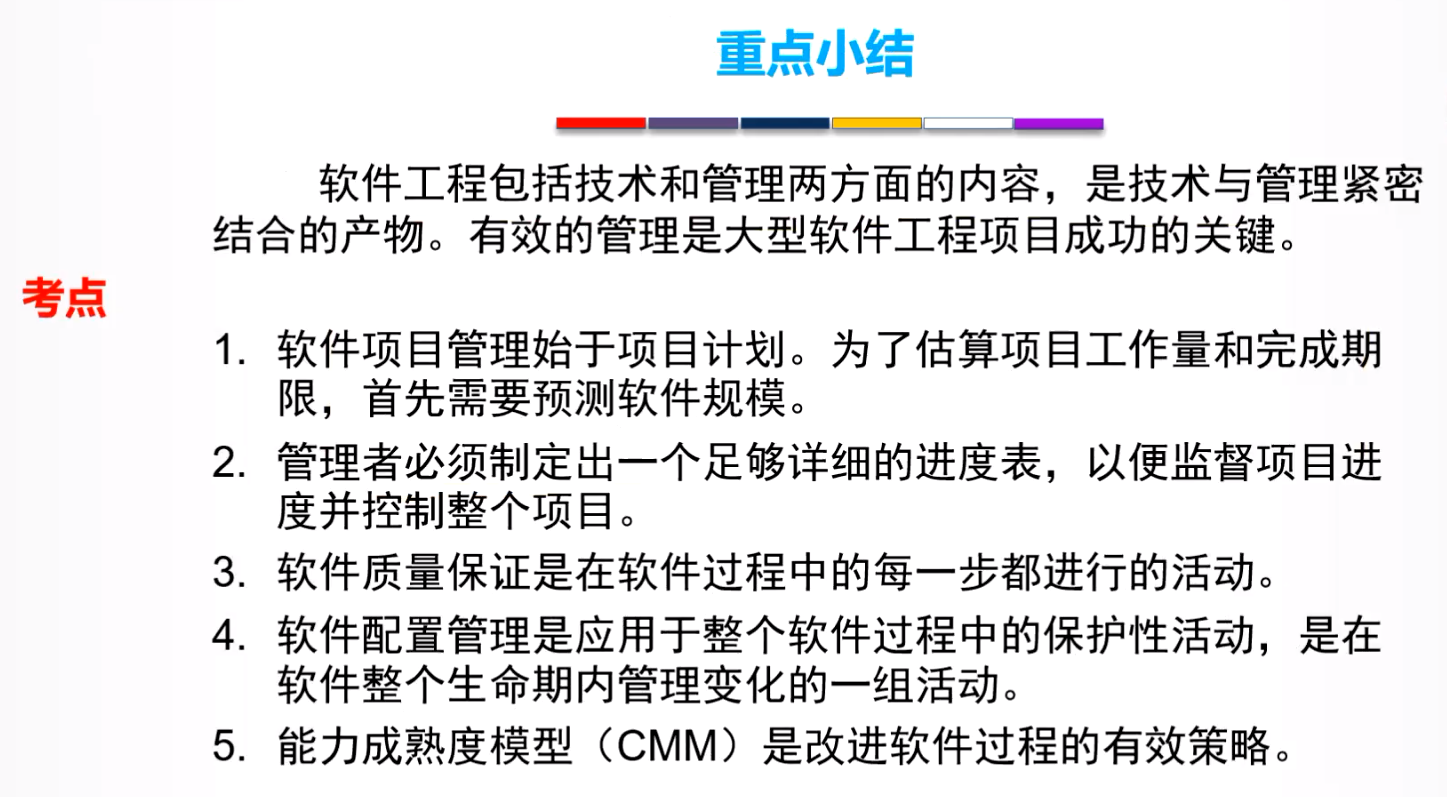 重点小结
软件工程包括技术和管理两方面的内容，是技术与管理紧密
结合的产物。有效的管理是大型软件工程项目成功的关键。
考点
1. 软件项目管理始于项目计划。为了估算项目工作量和完成期
限，首先需要预测软件规模。
2. 管理者必须制定出一个足够详细的进度表，以便监督项目进
度并控制整个项目。
3. 软件质量保证是在软件过程中的每一步都进行的活动。
4. 软件配置管理是应用于整个软件过程中的保护性活动，是在
软件整个生命期内管理变化的一组活动。
5. 能力成熟度模型（CMM）是改进软件过程的有效策略。